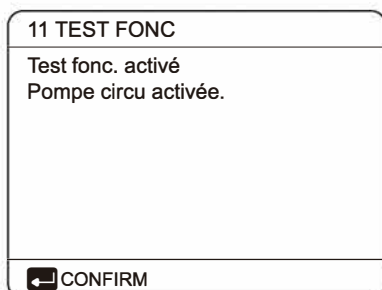 11 TEST FONC
Test fonc. activé
Pompe circu activée.
CONFIRM